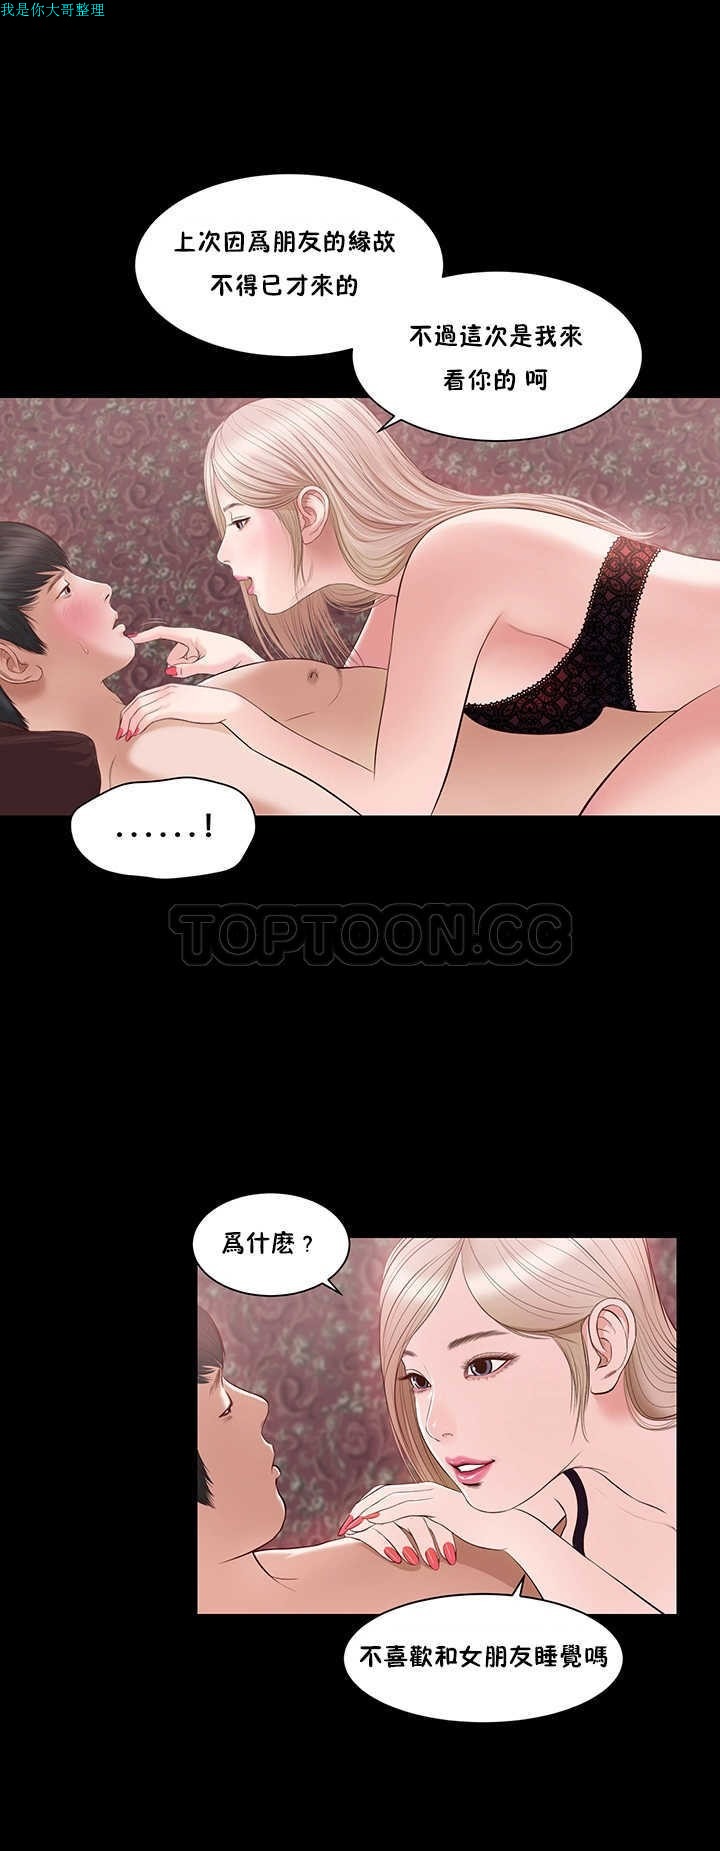 我是你大哥整理
上次因爲朋友的緣故
不得已才來的
不過這次是我來
看你的 呵
......!
TOPTOON.CC
爲什麽?
不喜歡和女朋友睡覺嗎